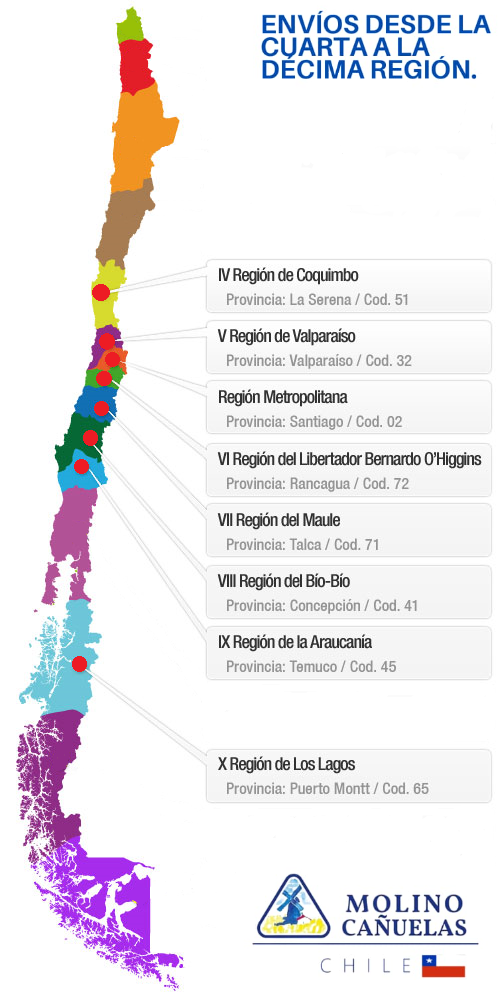 ENVÍOS DESDE LA
CUARTA A LA
DÉCIMA REGIÓN.
IV Región de Coquimbo
Provincia: La Serena / Cod. 51
V Región de Valparaíso
Provincia: Valparaíso / Cod. 32
Región Metropolitana
Provincia: Santiago / Cod. 02
VI Región del Libertador Bernardo O'Higgins
Provincia: Rancagua / Cod. 72
VII Región del Maule
Provincia: Talca / Cod. 71
VIII Región del Bío-Bío
Provincia: Concepción / Cod. 41
IX Región de la Araucanía
Provincia: Temuco / Cod. 45
X Región de Los Lagos
Provincia: Puerto Montt / Cod. 65
MOLINO
CAÑUELAS
CHILE